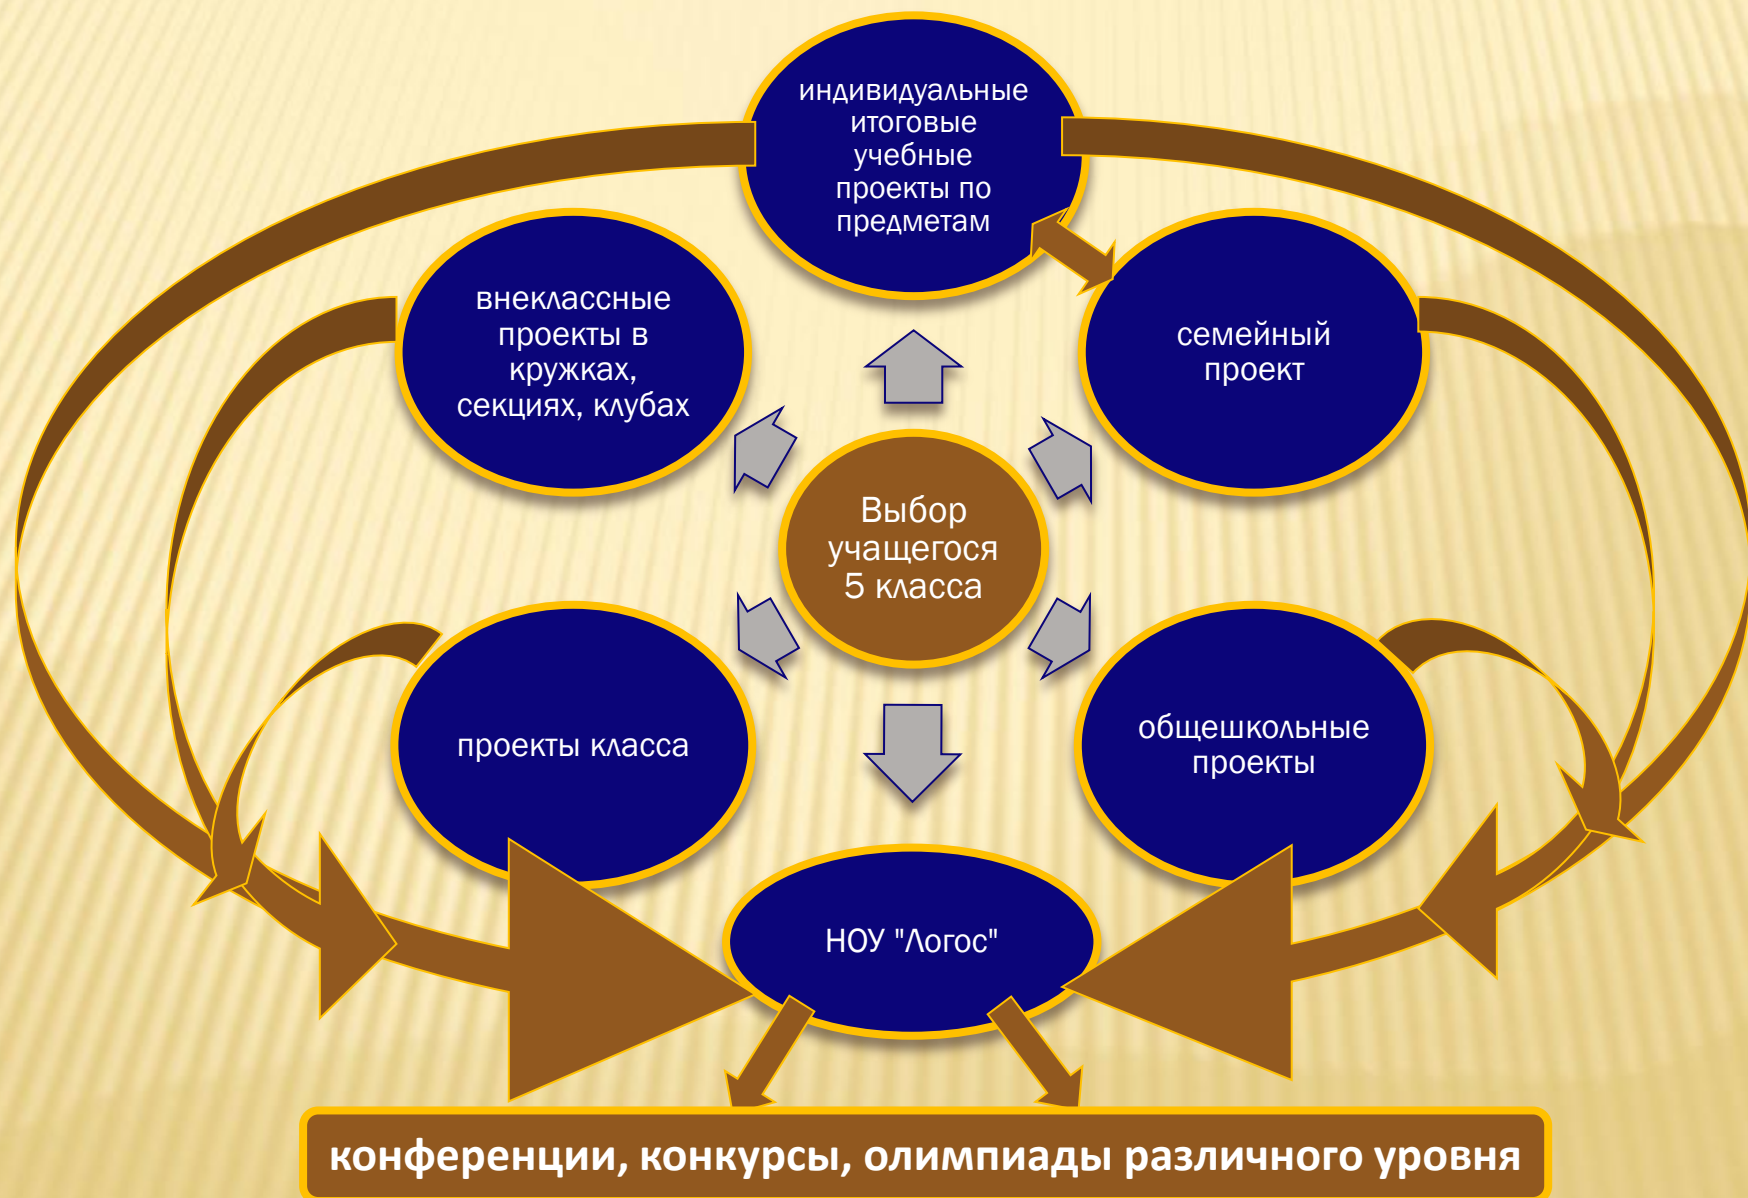 индивидуальные
итоговые
учебные
проекты по
предметам
внеклассные
проекты в
кружках,
секциях, клубах
семейный
проект
Выбор
учащегося
5 класса
проекты класса
общешкольные
проекты
НОУ "Логос"
конференции, конкурсы, олимпиады различного уровня